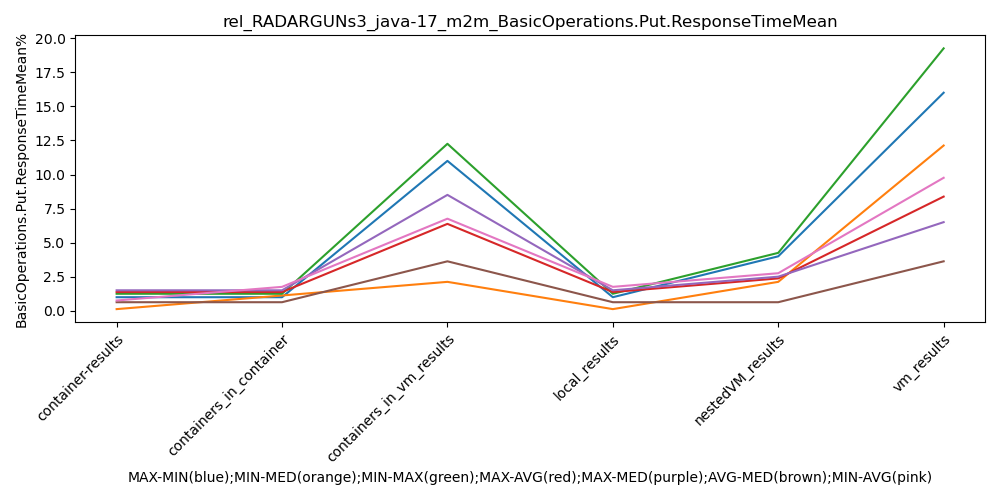 rel_RADARGUNs3_java-17_m2m_BasicOperations.Put.ResponseTimeMean
BasicOperations.Put.ResponseTimeMean%
20.0
17.5
15.0
12.5
10.0
7.5
5.0
2.5
0.0
container-results
containers_in_container
containers_in_vm_results
local_results
nestedVM_results
vm_results
MAX-MIN(blue);MIN-MED(orange);MIN-MAX(green);MAX-AVG(red);MAX-MED(purple);AVG-MED(brown);MIN-AVG(pink)